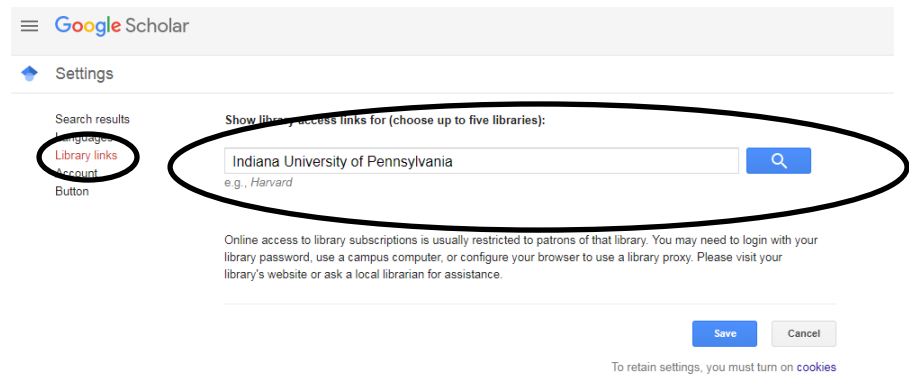 Google Scholar
Settings
Search results
Languages
Library links
Account
Button
Show library access links for (choose up to five libraries):
Indiana University of Pennsylvania
e.g., Harvard
Online access to library subscriptions is usually restricted to patrons of that library. You may need to login with your
library password, use a campus computer, or configure your browser to use a library proxy. Please visit your
library's website or ask a local librarian for assistance.
Save
Cancel
To retain settings, you must turn on cookies